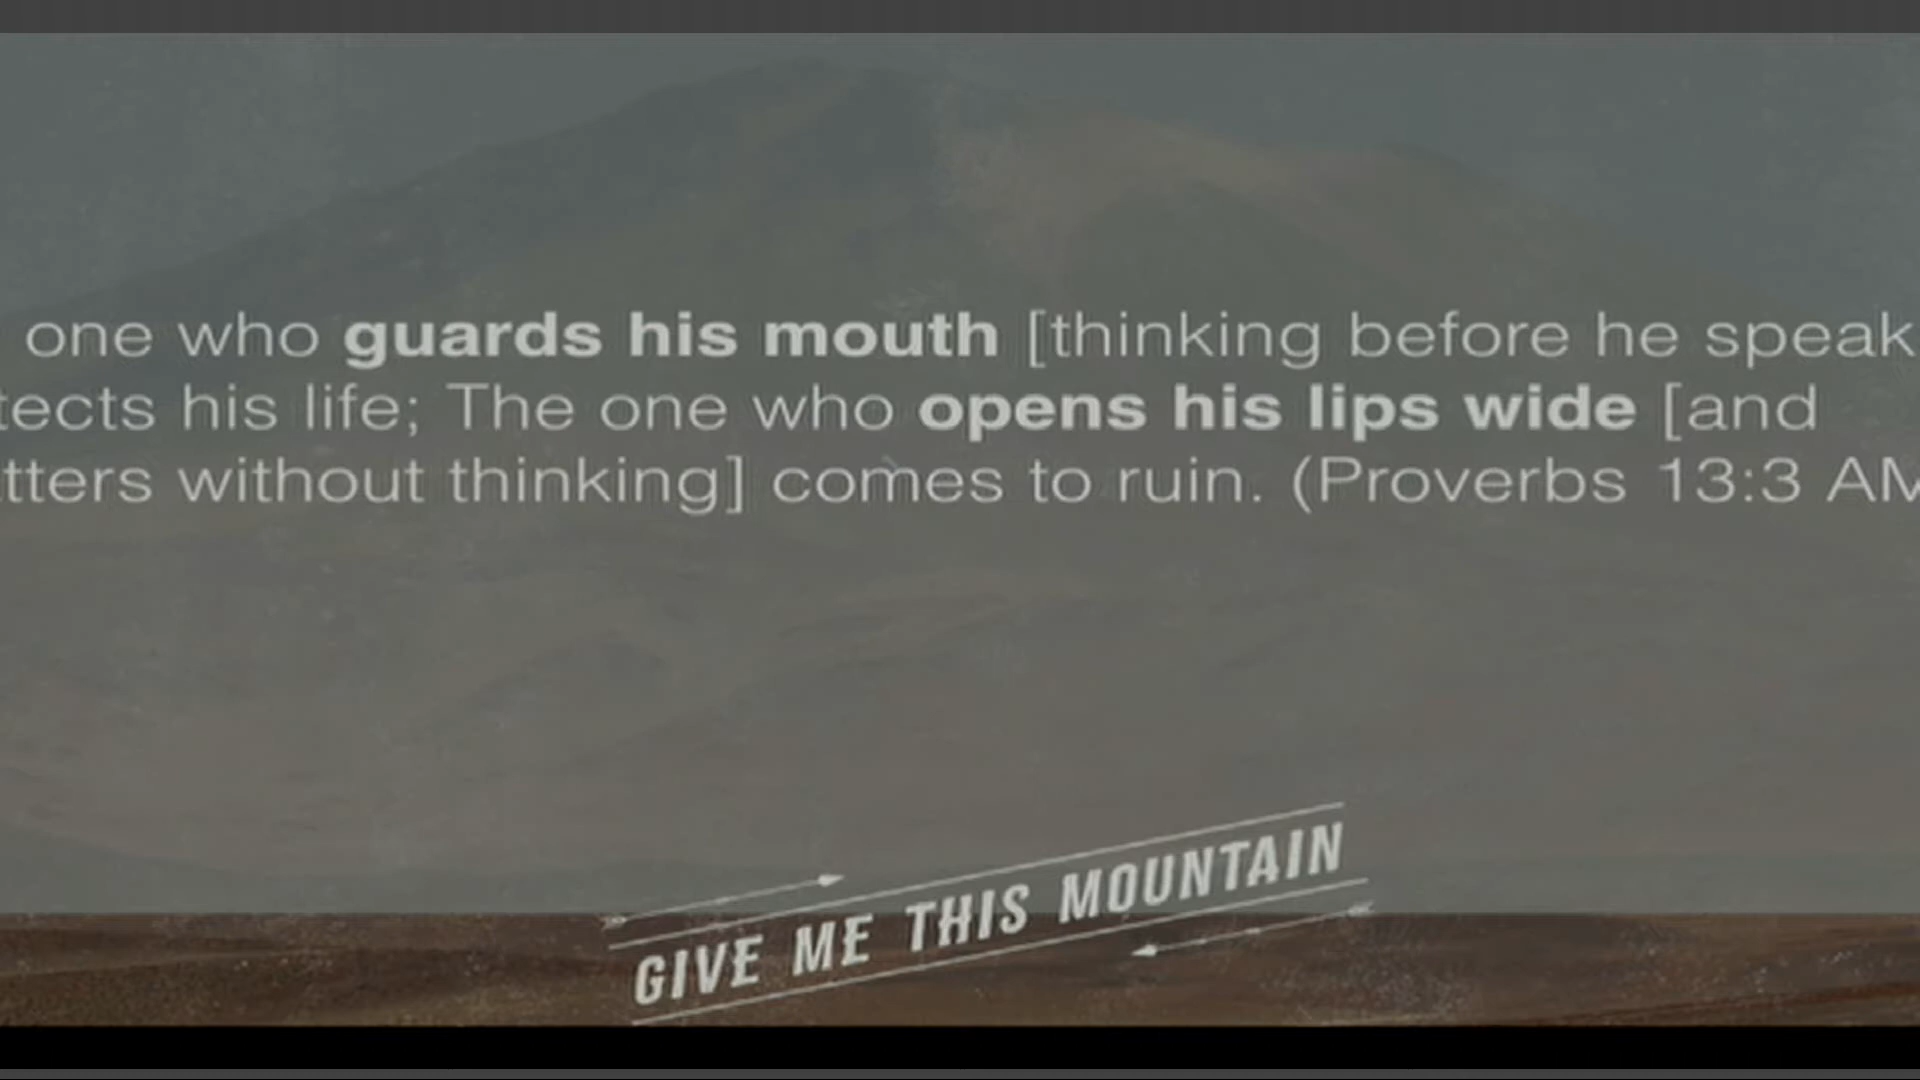 one who guards his mouth [thinking before he speak
tects his life; The one who opens his lips wide [and
tters without thinking] comes to ruin. (Proverbs 13:3 AM
GIVE ME THIS MOUNTAIN